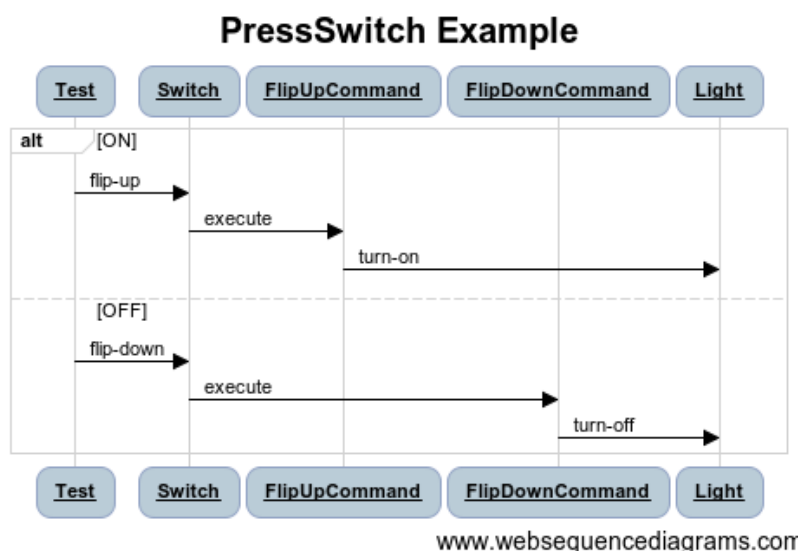 PressSwitch Example
Test Switch FlipUpCommand FlipDownCommand Light
alt [ON]
flip-up
execute
turn-on
[OFF]
flip-down
execute
turn-off
Test Switch FlipUpCommand FlipDownCommand Light
www.websequencediagrams.com